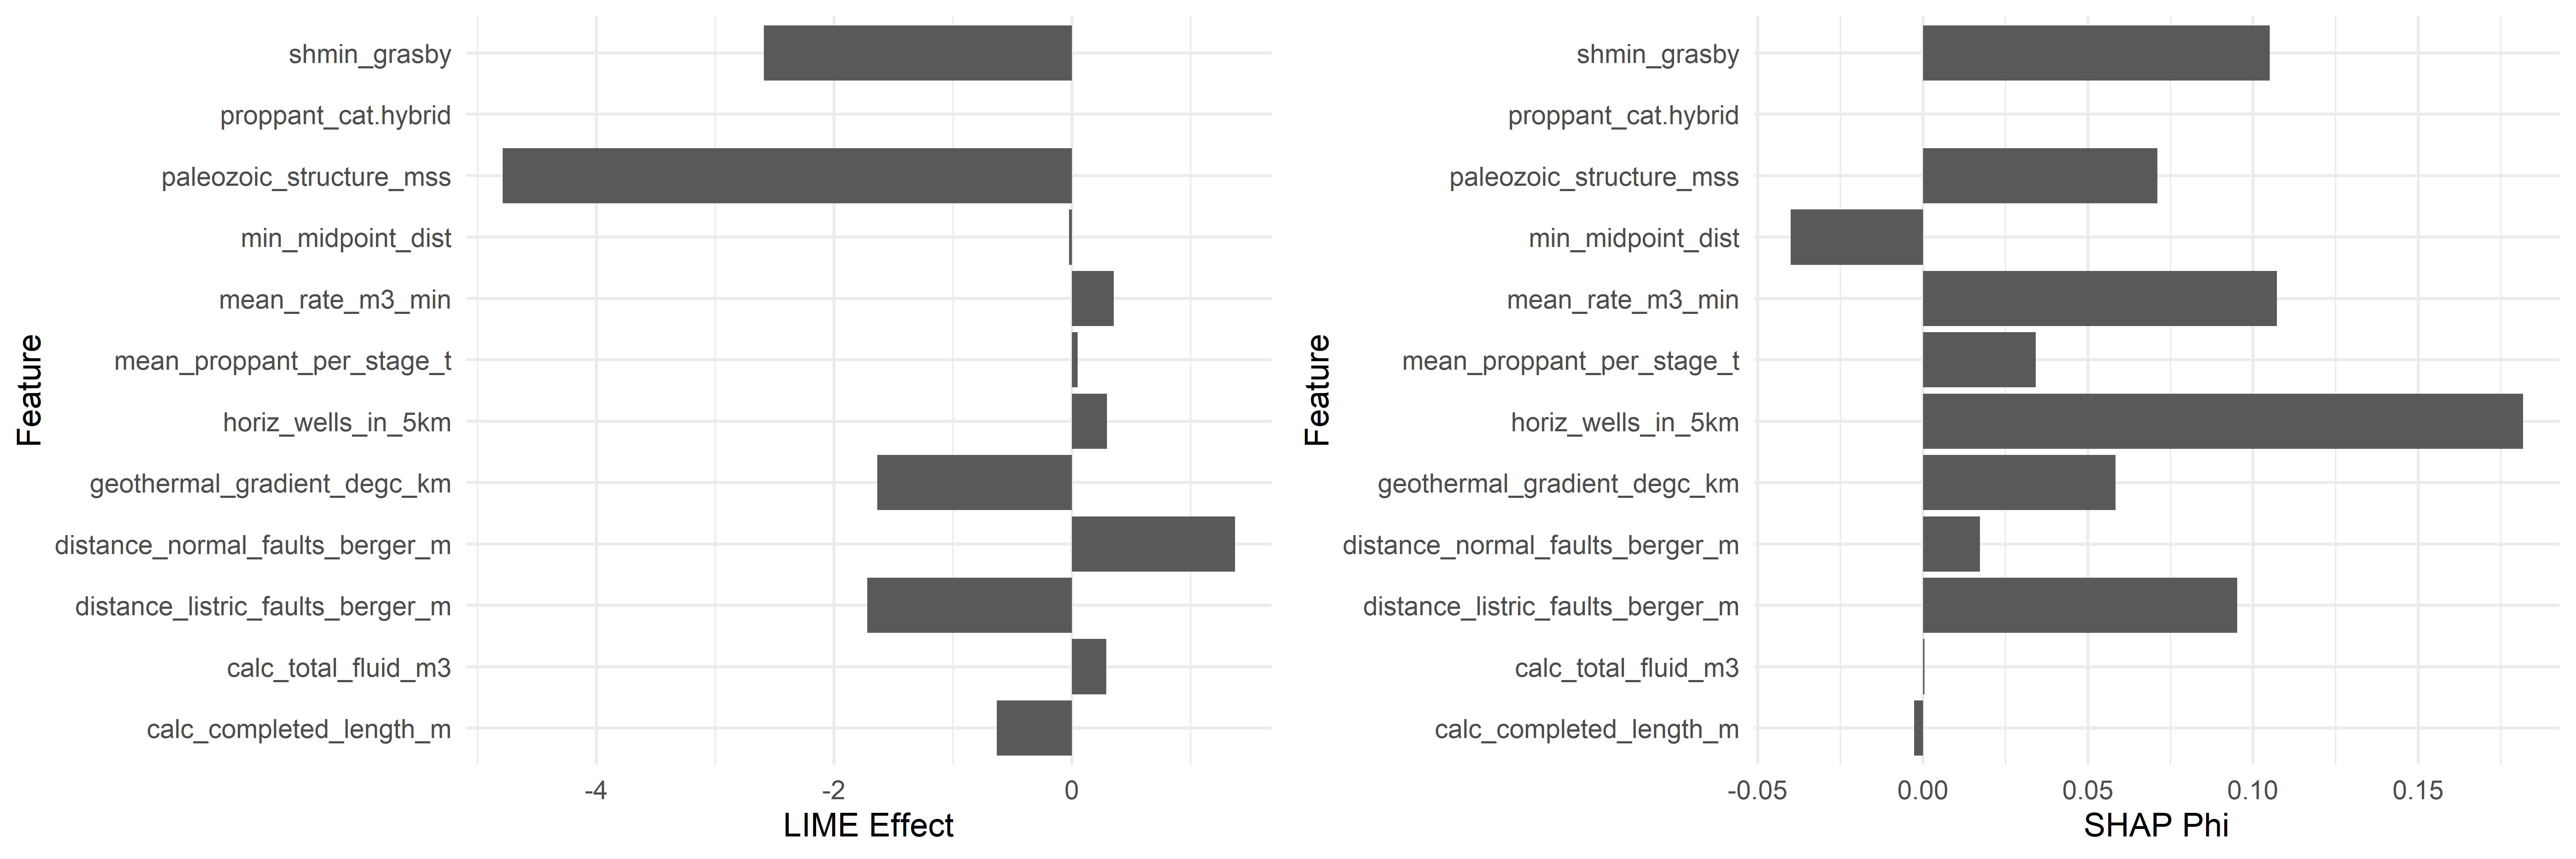 Feature
shmin_grasby
proppant_cat.hybrid
paleozoic_structure_mss
min_midpoint_dist
mean_rate_m3_min
mean_proppant_per_stage_t
horiz_wells_in_5km
geothermal_gradient_degc_km
distance_normal_faults_berger_m
distance_listric_faults_berger_m
calc_total_fluid_m3
calc_completed_length_m
-4 -2 0
LIME Effect
Feature
shmin_grasby
proppant_cat.hybrid
paleozoic_structure_mss
min_midpoint_dist
mean_rate_m3_min
mean_proppant_per_stage_t
horiz_wells_in_5km
geothermal_gradient_degc_km
distance_normal_faults_berger_m
distance_listric_faults_berger_m
calc_total_fluid_m3
calc_completed_length_m
-0.05 0.00 0.05 0.10 0.15
SHAP Phi